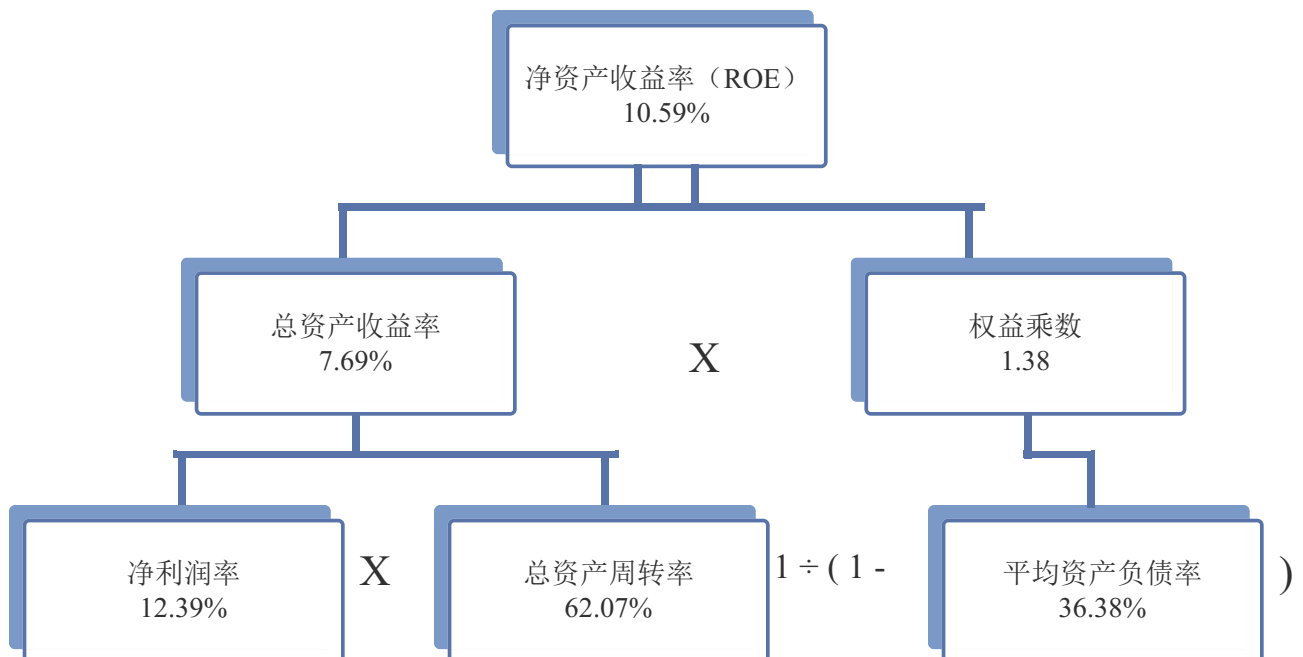 净资产收益率（ROE）
10.59%
总资产收益率
7.69%
X
权益乘数
1.38
净利润率
12.39%
X
总资产周转率
62.07%
1 ÷ ( 1 -
平均资产负债率
36.38%
)